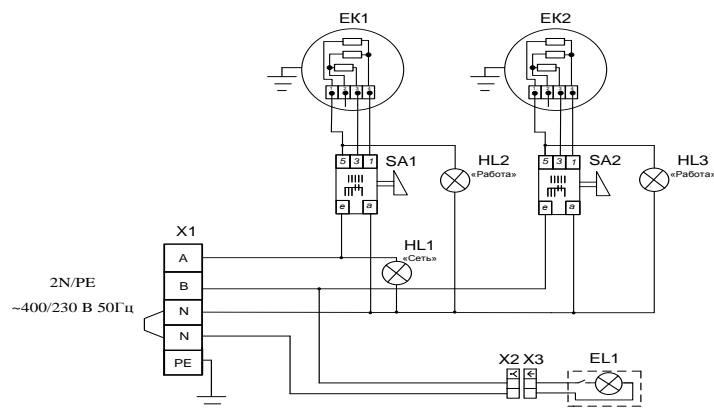 EK1
EK2
5 3 1
SA1
e a
HL2
«Работа»
5 3 1
SA2
e a
HL3
«Работа»
X1
A
B
N
N
PE
HL1
«Сеть»
2N/PE
~400/230 В 50Гц
X2 X3
EL1